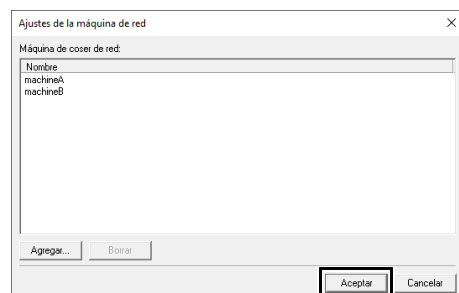 Ajustes de la máquina de red
Máquina de coser de red:
Nombre
machineA
machineB
Agregar... Borrar
Aceptar Cancelar